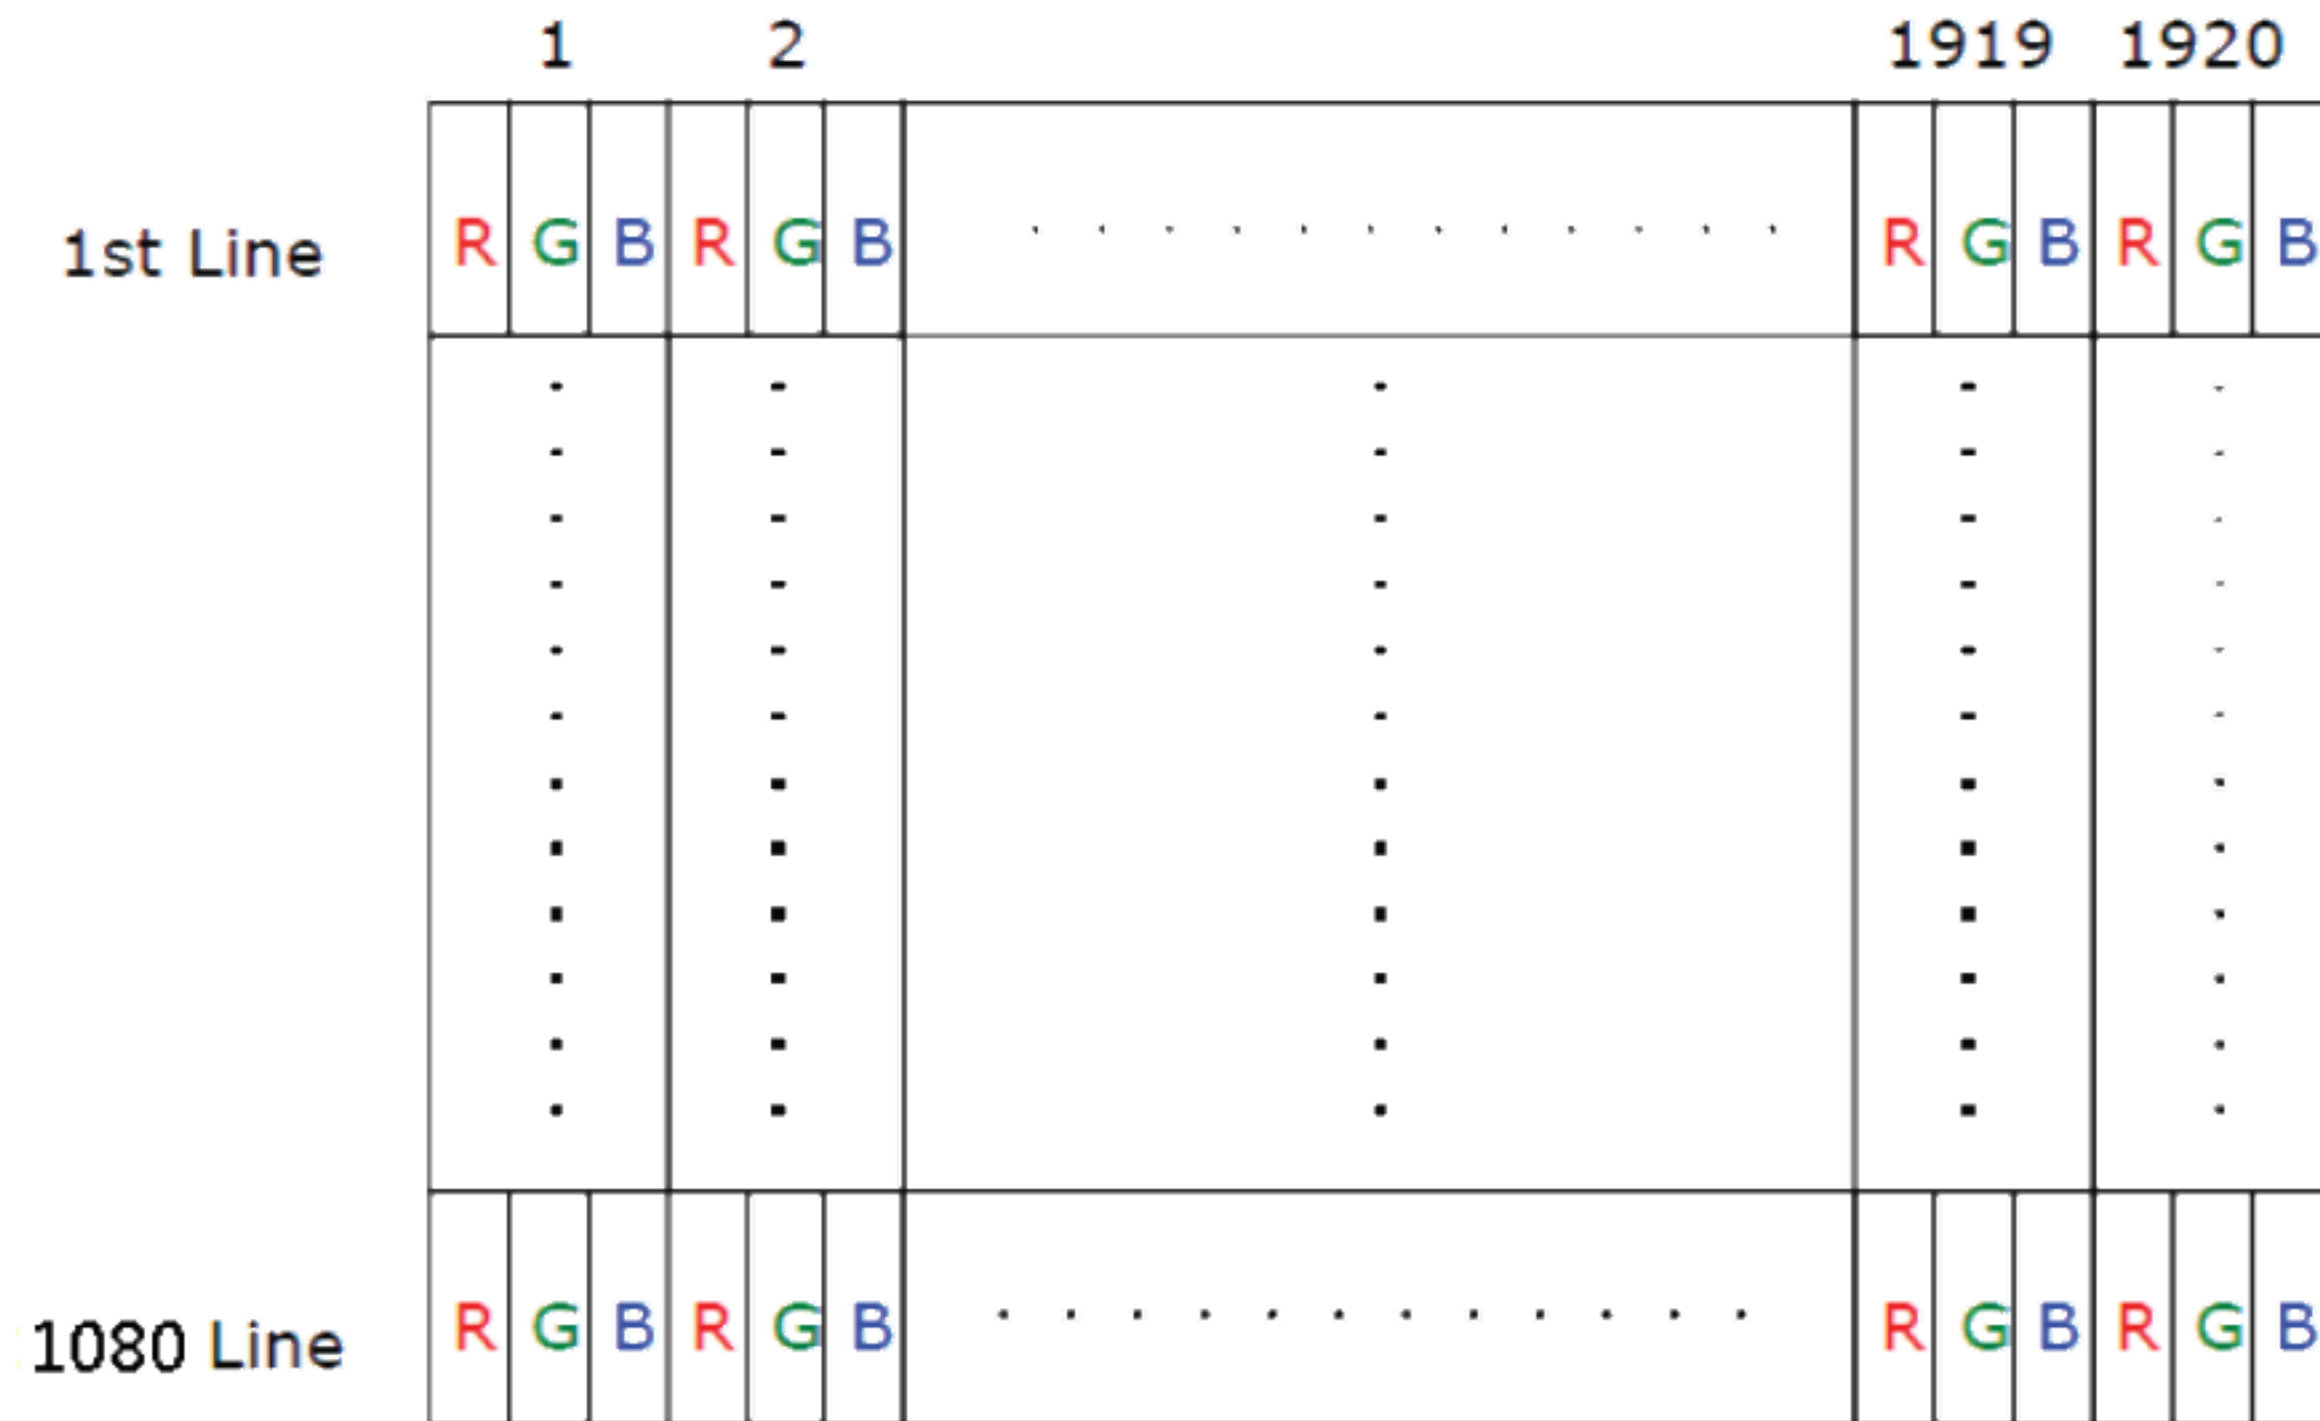 1 2 1919 1920
1st Line R G B R G B . . . . . . . . . . . . R G B R G B
1080 Line R G B R G B . . . . . . . . . . . . R G B R G B